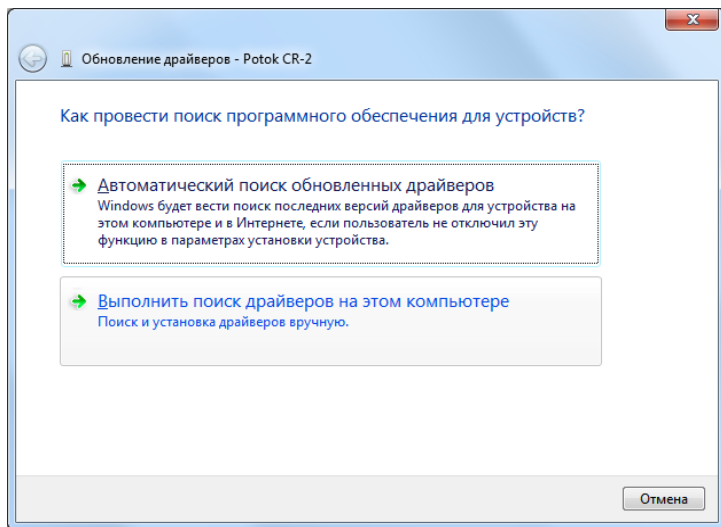 Обновление драйверов - Potok CR-2
Как провести поиск программного обеспечения для устройств?
Автоматический поиск обновленных драйверов
Windows будет вести поиск последних версий драйверов для устройства на
этом компьютере и в Интернете, если пользователь не отключил эту
функцию в параметрах установки устройства.
Выполнить поиск драйверов на этом компьютере
Поиск и установка драйверов вручную.
Отмена